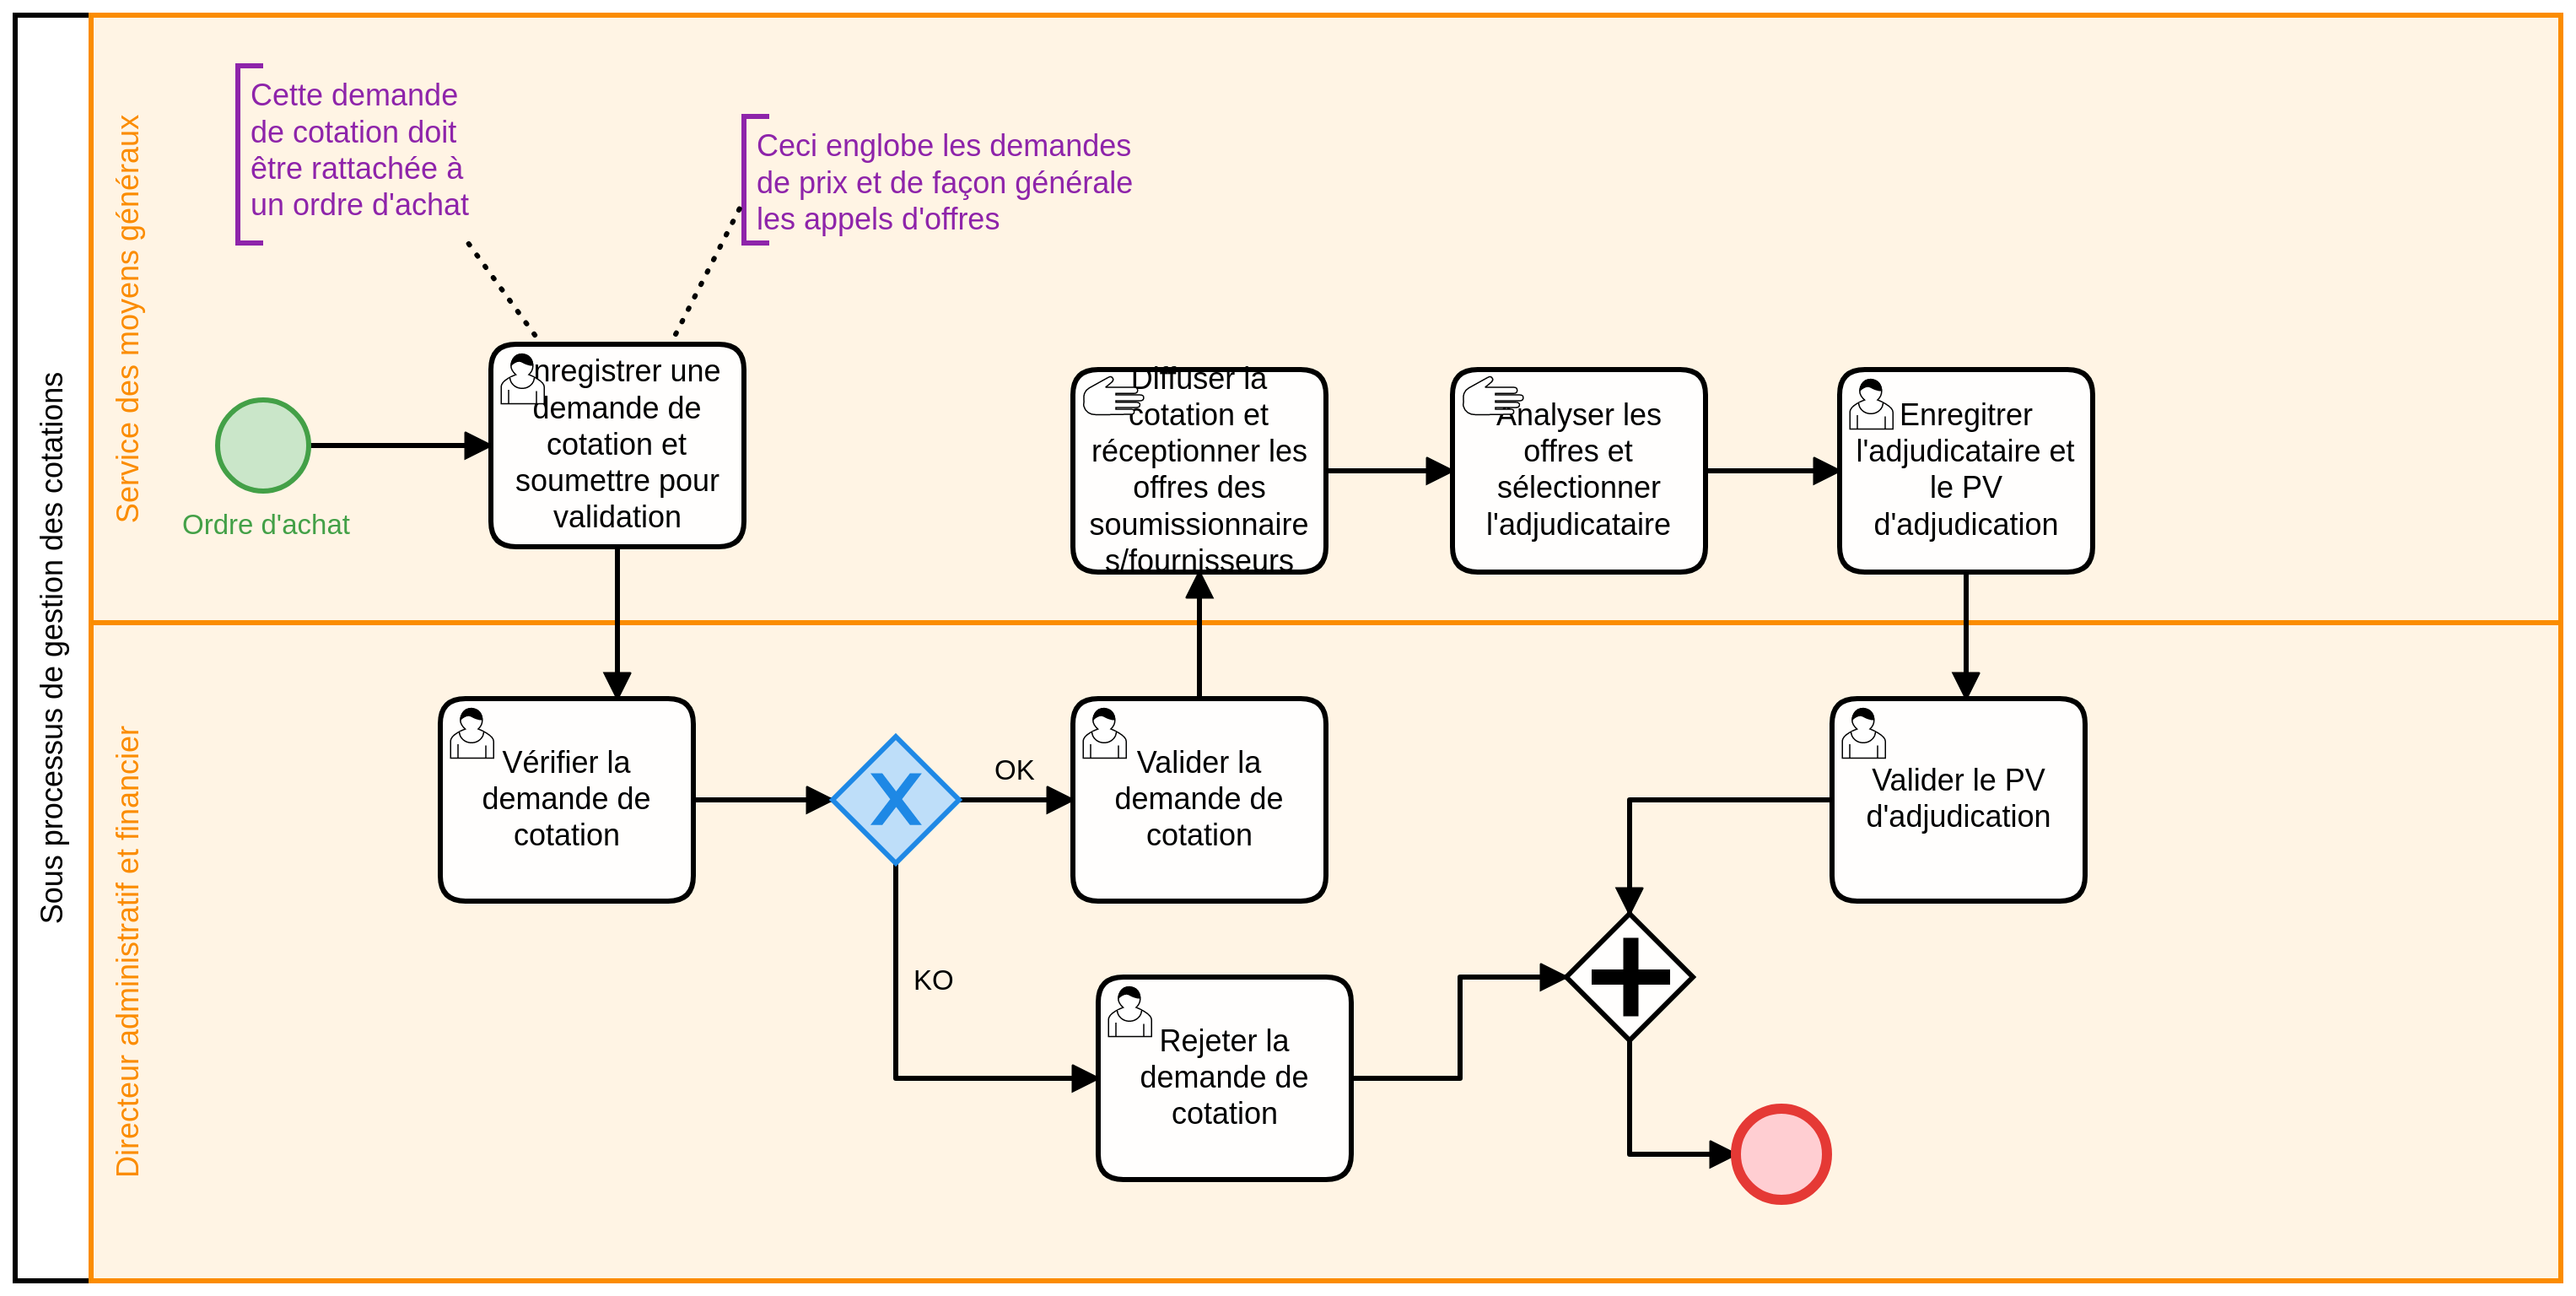 Sous processus de gestion des cotations
Service des moyens généraux
Cette demande
de cotation doit
être rattachée à
un ordre d'achat
Ceci englobe les demandes
de prix et de façon générale
les appels d'offres
Ordre d'achat
Enregistrer une
demande de
cotation et
soumettre pour
validation
Diffuser la
cotation et
réceptionner les
offres des
soumissionnaire
s/fournisseurs
Analyser les
offres et
sélectionner
l'adjudicataire
Enregitrer
l'adjudicataire et
le PV
d'adjudication
Directeur administratif et financier
Vérifier la
demande de
cotation
X
OK
KO
Valider la
demande de
cotation
Rejeter la
demande de
cotation
Valider le PV
d'adjudication